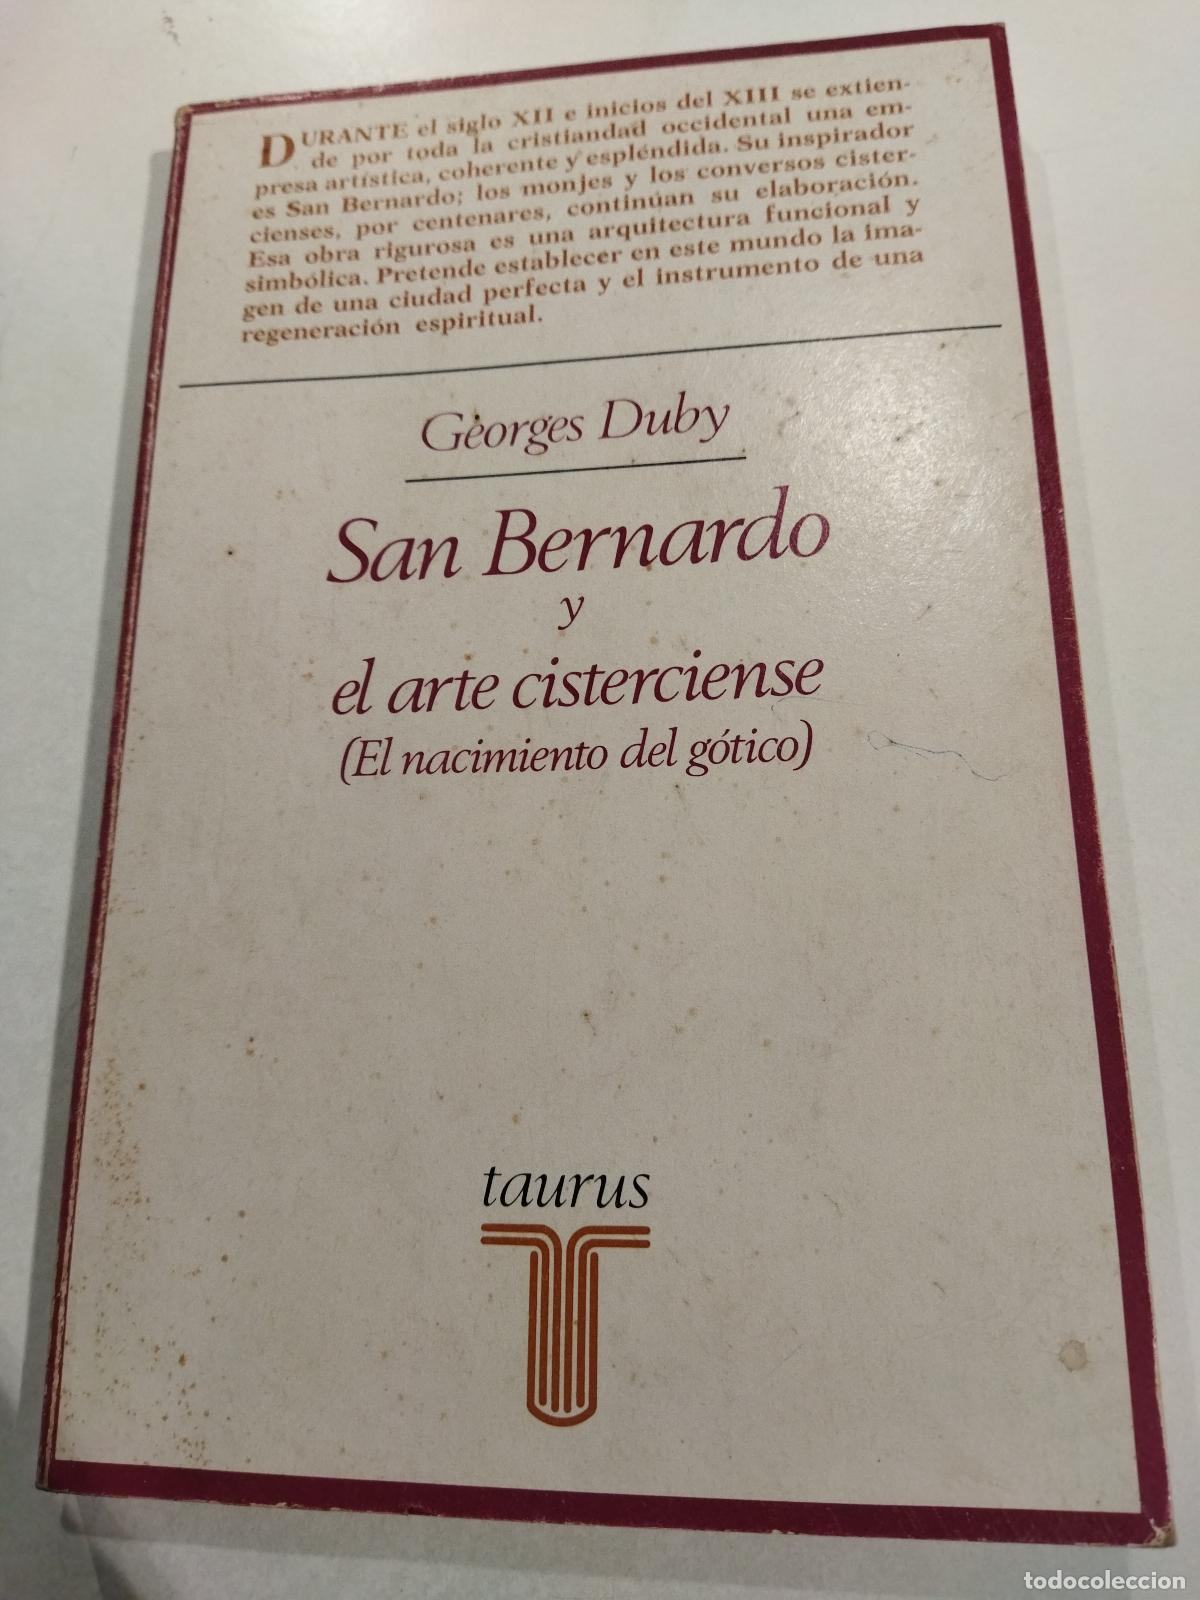 DURANTE el siglo XII e inicios del XIII se extien-
de por toda la cristiandad occidental una em-
presa artística, coherente y espléndida. Su inspirador
es San Bernardo; los monjes y los conversos cister-
cienses, por centenares, continúan su elaboración.
Esa obra rigurosa es una arquitectura funcional y
simbólica. Pretende establecer en este mundo la ima-
gen de una ciudad perfecta y el instrumento de una
regeneración espiritual.
Georges Duby
San Bernardo
y
el arte cisterciense
(El nacimiento del gótico)
taurus
todocoleccion